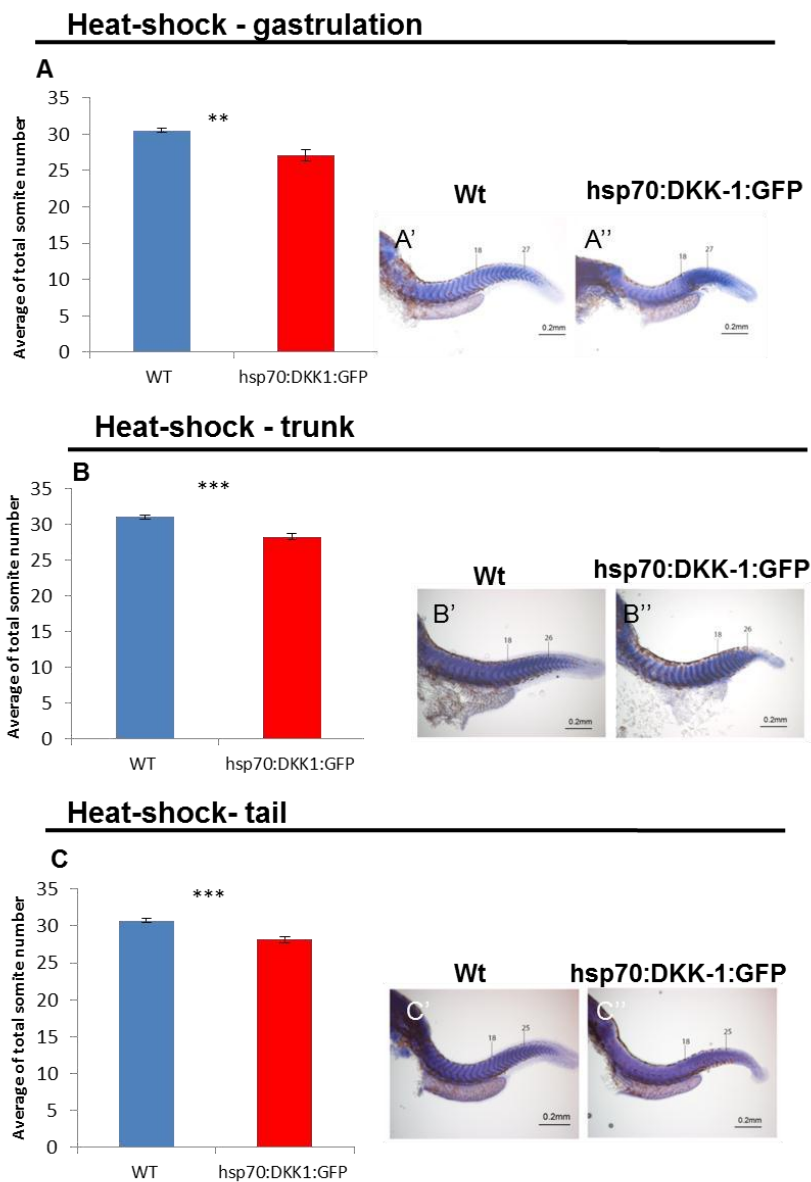 Heat-shock - gastrulation
A
Average of total somite number
35
30
25
20
15
10
5
0
**
WT
hsp70:DKK1:GFP
Wt
hsp70:DKK-1:GFP
A'
18
27
0.2mm
A''
18
27
0.2mm
Heat-shock - trunk
B
Average of total somite number
35
30
25
20
15
10
5
0
***
WT
hsp70:DKK1:GFP
Wt
hsp70:DKK-1:GFP
B'
18
26
0.2mm
B''
18
26
0.2mm
Heat-shock- tail
C
Average of total somite number
35
30
25
20
15
10
5
0
***
WT
hsp70:DKK1:GFP
Wt
hsp70:DKK-1:GFP
C'
18
25
0.2mm
C''
18
25
0.2mm